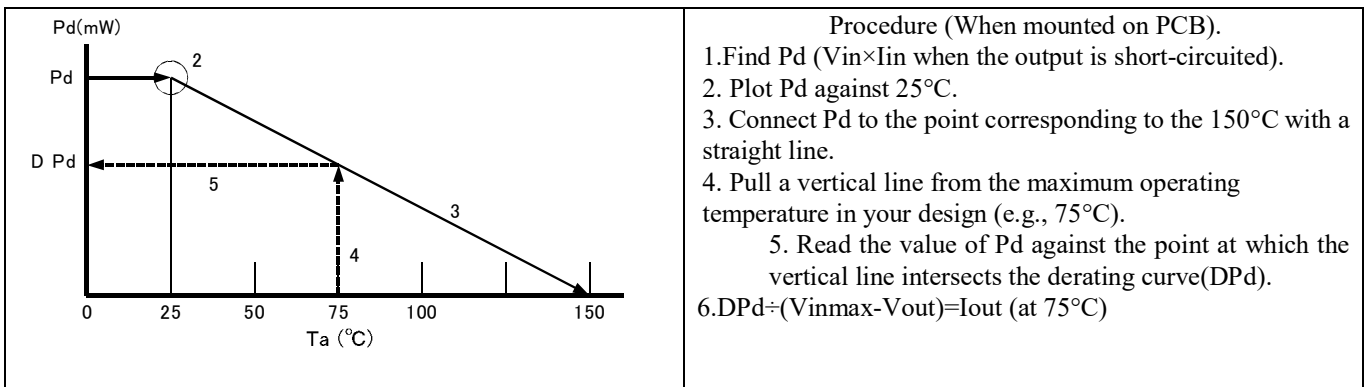 Pd(mW)
Pd
2
D Pd
5
3
4
0 25 50 75 100 150
Ta (℃)
Procedure (When mounted on PCB).
1.Find Pd (Vin×Iin when the output is short-circuited).
2. Plot Pd against 25°C.
3. Connect Pd to the point corresponding to the 150°C with a
straight line.
4. Pull a vertical line from the maximum operating
temperature in your design (e.g., 75°C).
5. Read the value of Pd against the point at which the
vertical line intersects the derating curve(DPd).
6.DPd÷(Vinmax-Vout)=Iout (at 75°C)